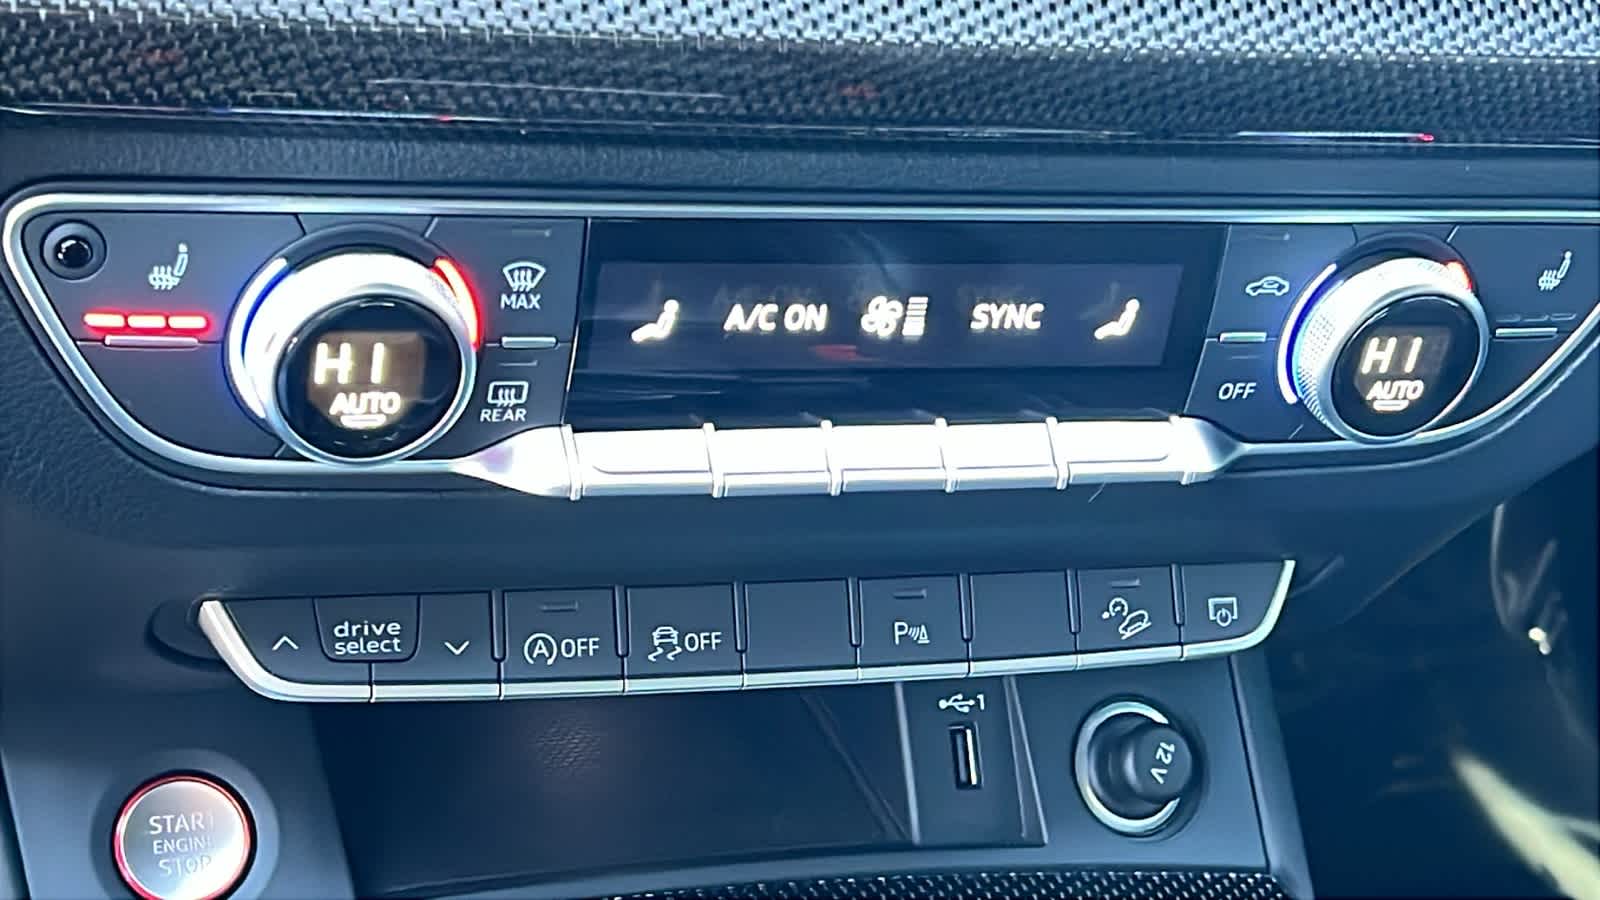 MAX
REAR
HI
AUTO
A/C ON
SYNC
OFF
HI
AUTO
drive
select
A OFF
OFF
P
1
12V
START
ENGINE
STOP